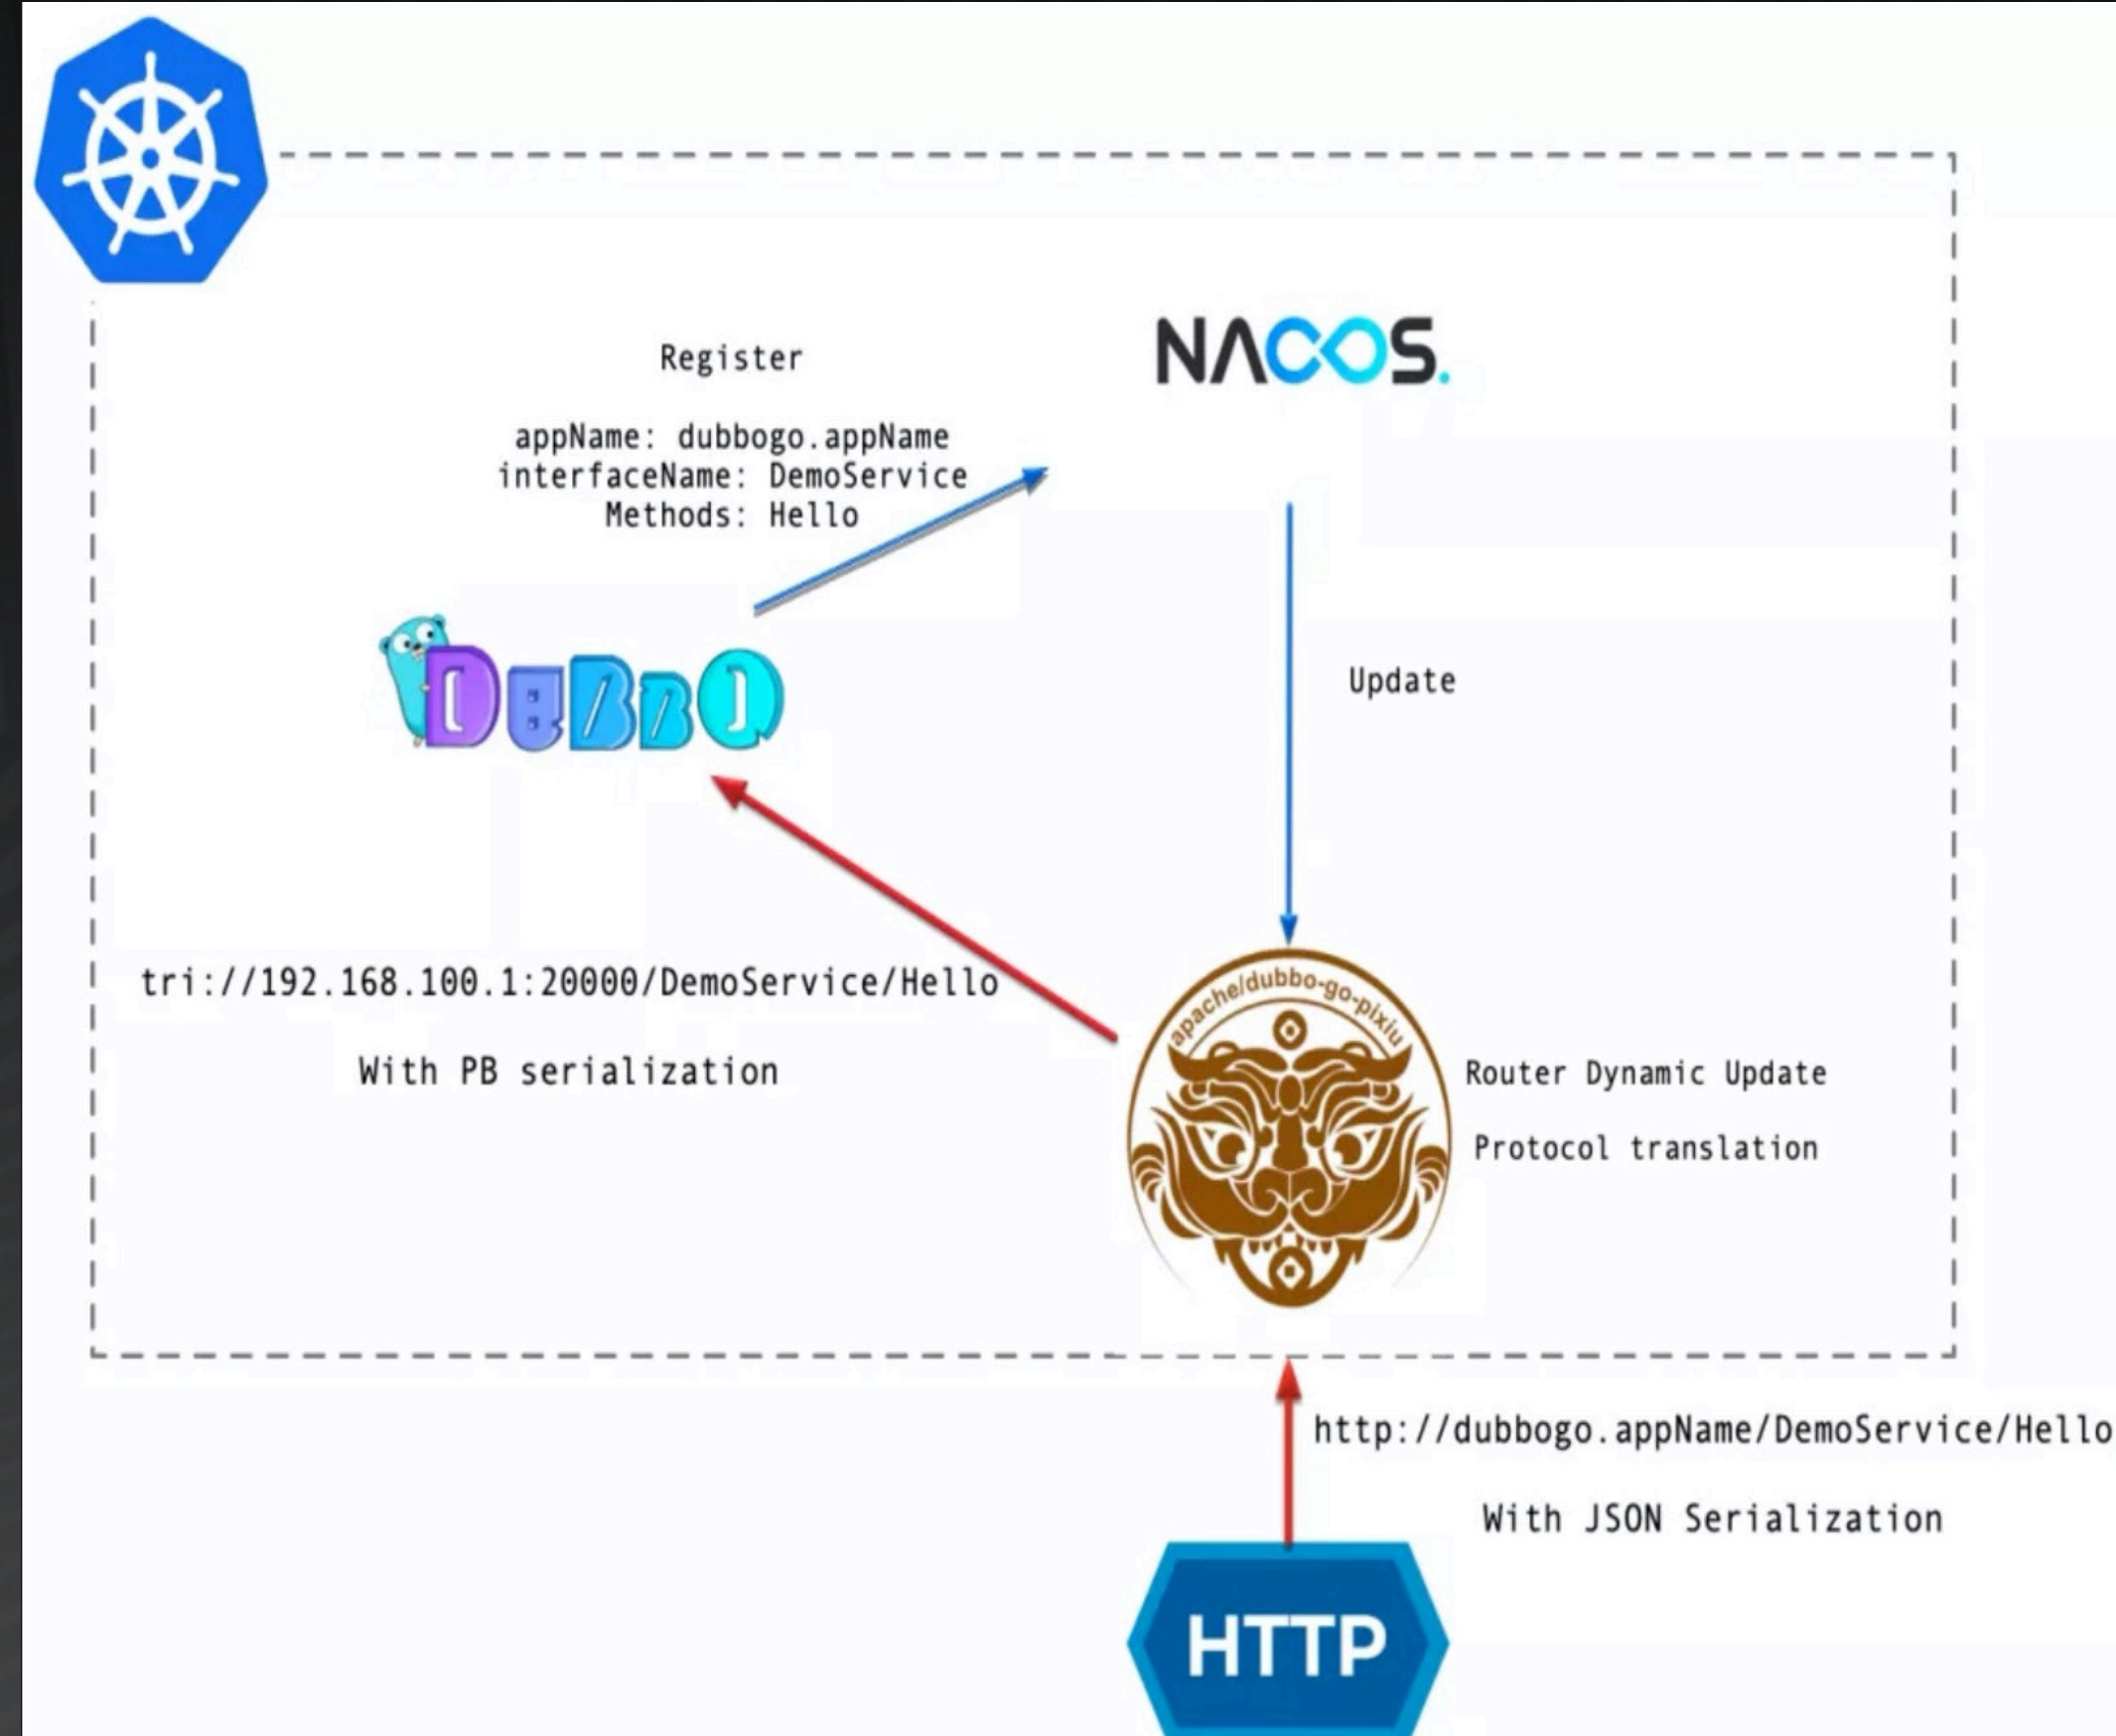 NACOS.
Register
appName: dubbogo.appName
interfaceName: DemoService
Methods: Hello
DUBBO
Update
tri://192.168.100.1:20000/DemoService/Hello
With PB serialization
apache/dubbo-go-pixiu
Router Dynamic Update
Protocol translation
http://dubbogo.appName/DemoService/Hello
With JSON Serialization
HTTP